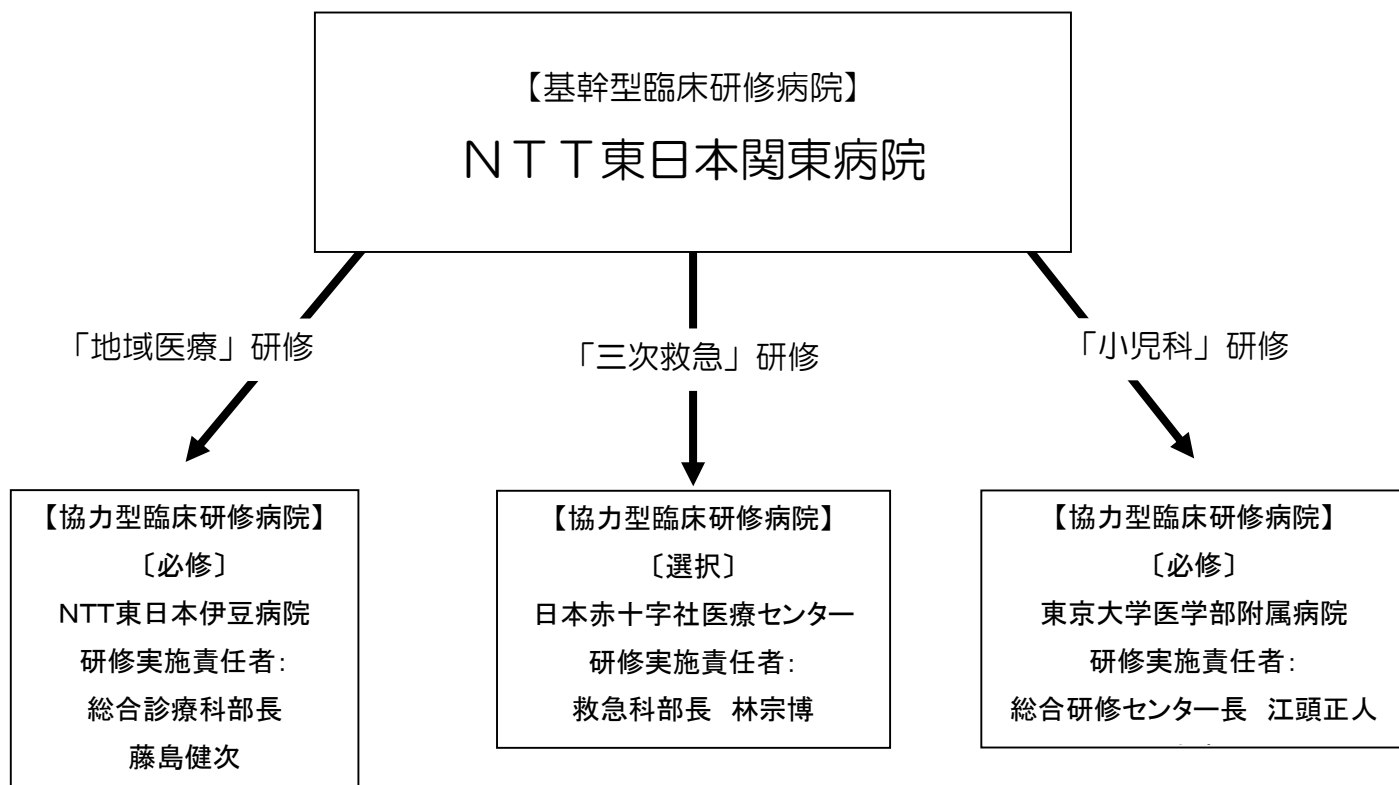 【基幹型臨床研修病院】
ＮＴＴ東日本関東病院
「地域医療」研修
「三次救急」研修
「小児科」研修
【協力型臨床研修病院】
〔必修〕
NTT東日本伊豆病院
研修実施責任者：
総合診療科部長
藤島健次
【協力型臨床研修病院】
〔選択〕
日本赤十字社医療センター
研修実施責任者：
救急科部長　林宗博
【協力型臨床研修病院】
〔必修〕
東京大学医学部附属病院
研修実施責任者：
総合研修センター長　江頭正人